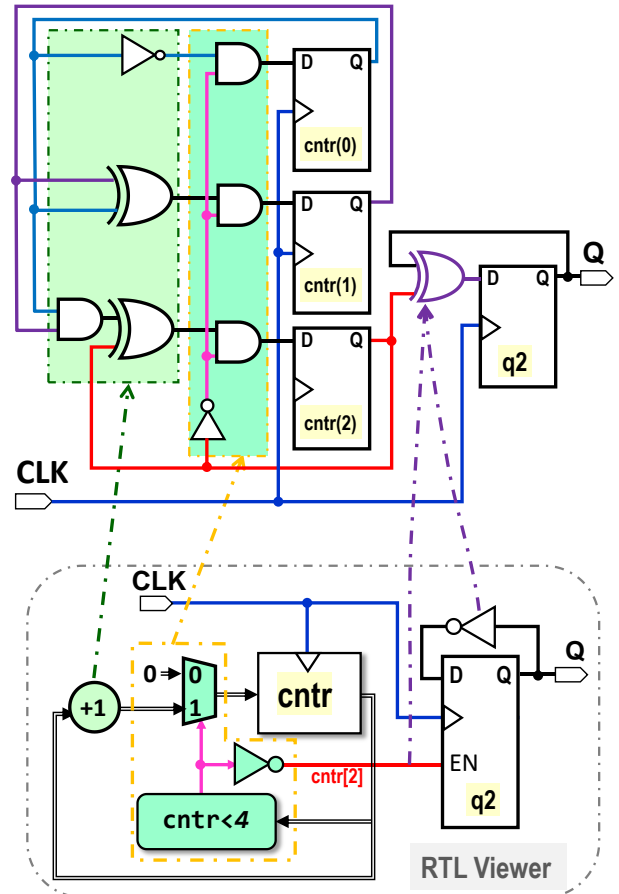 D Q
cntr(0)
D Q
cntr(1)
Q
D Q
q2
D Q
cntr(2)
CLK
CLK
Q
0
0
1
+1
cntr
D Q
EN
q2
cntr[2]
cntr<4
RTL Viewer